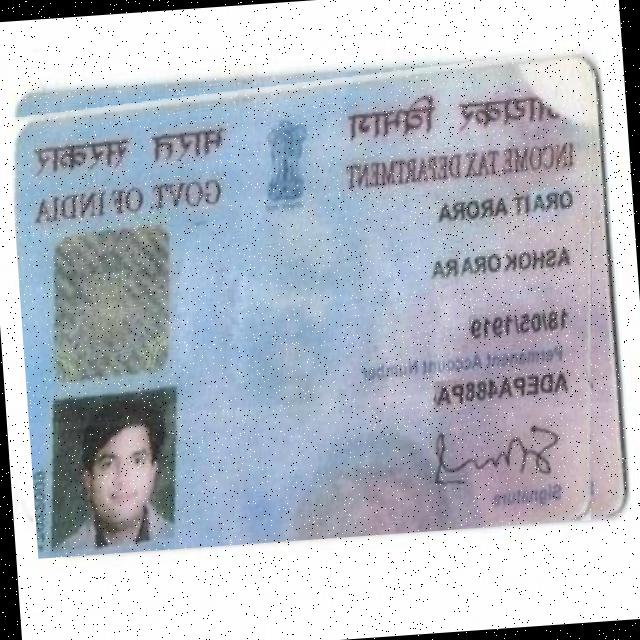 आयकर विभाग
INCOME TAX DEPARTMENT
भारत सरकार
GOVT OF INDIA
ORAIT ARORA
ASHOK ORARA
18/05/1919
Permanent Account Number
ADEPA488PA
Signature